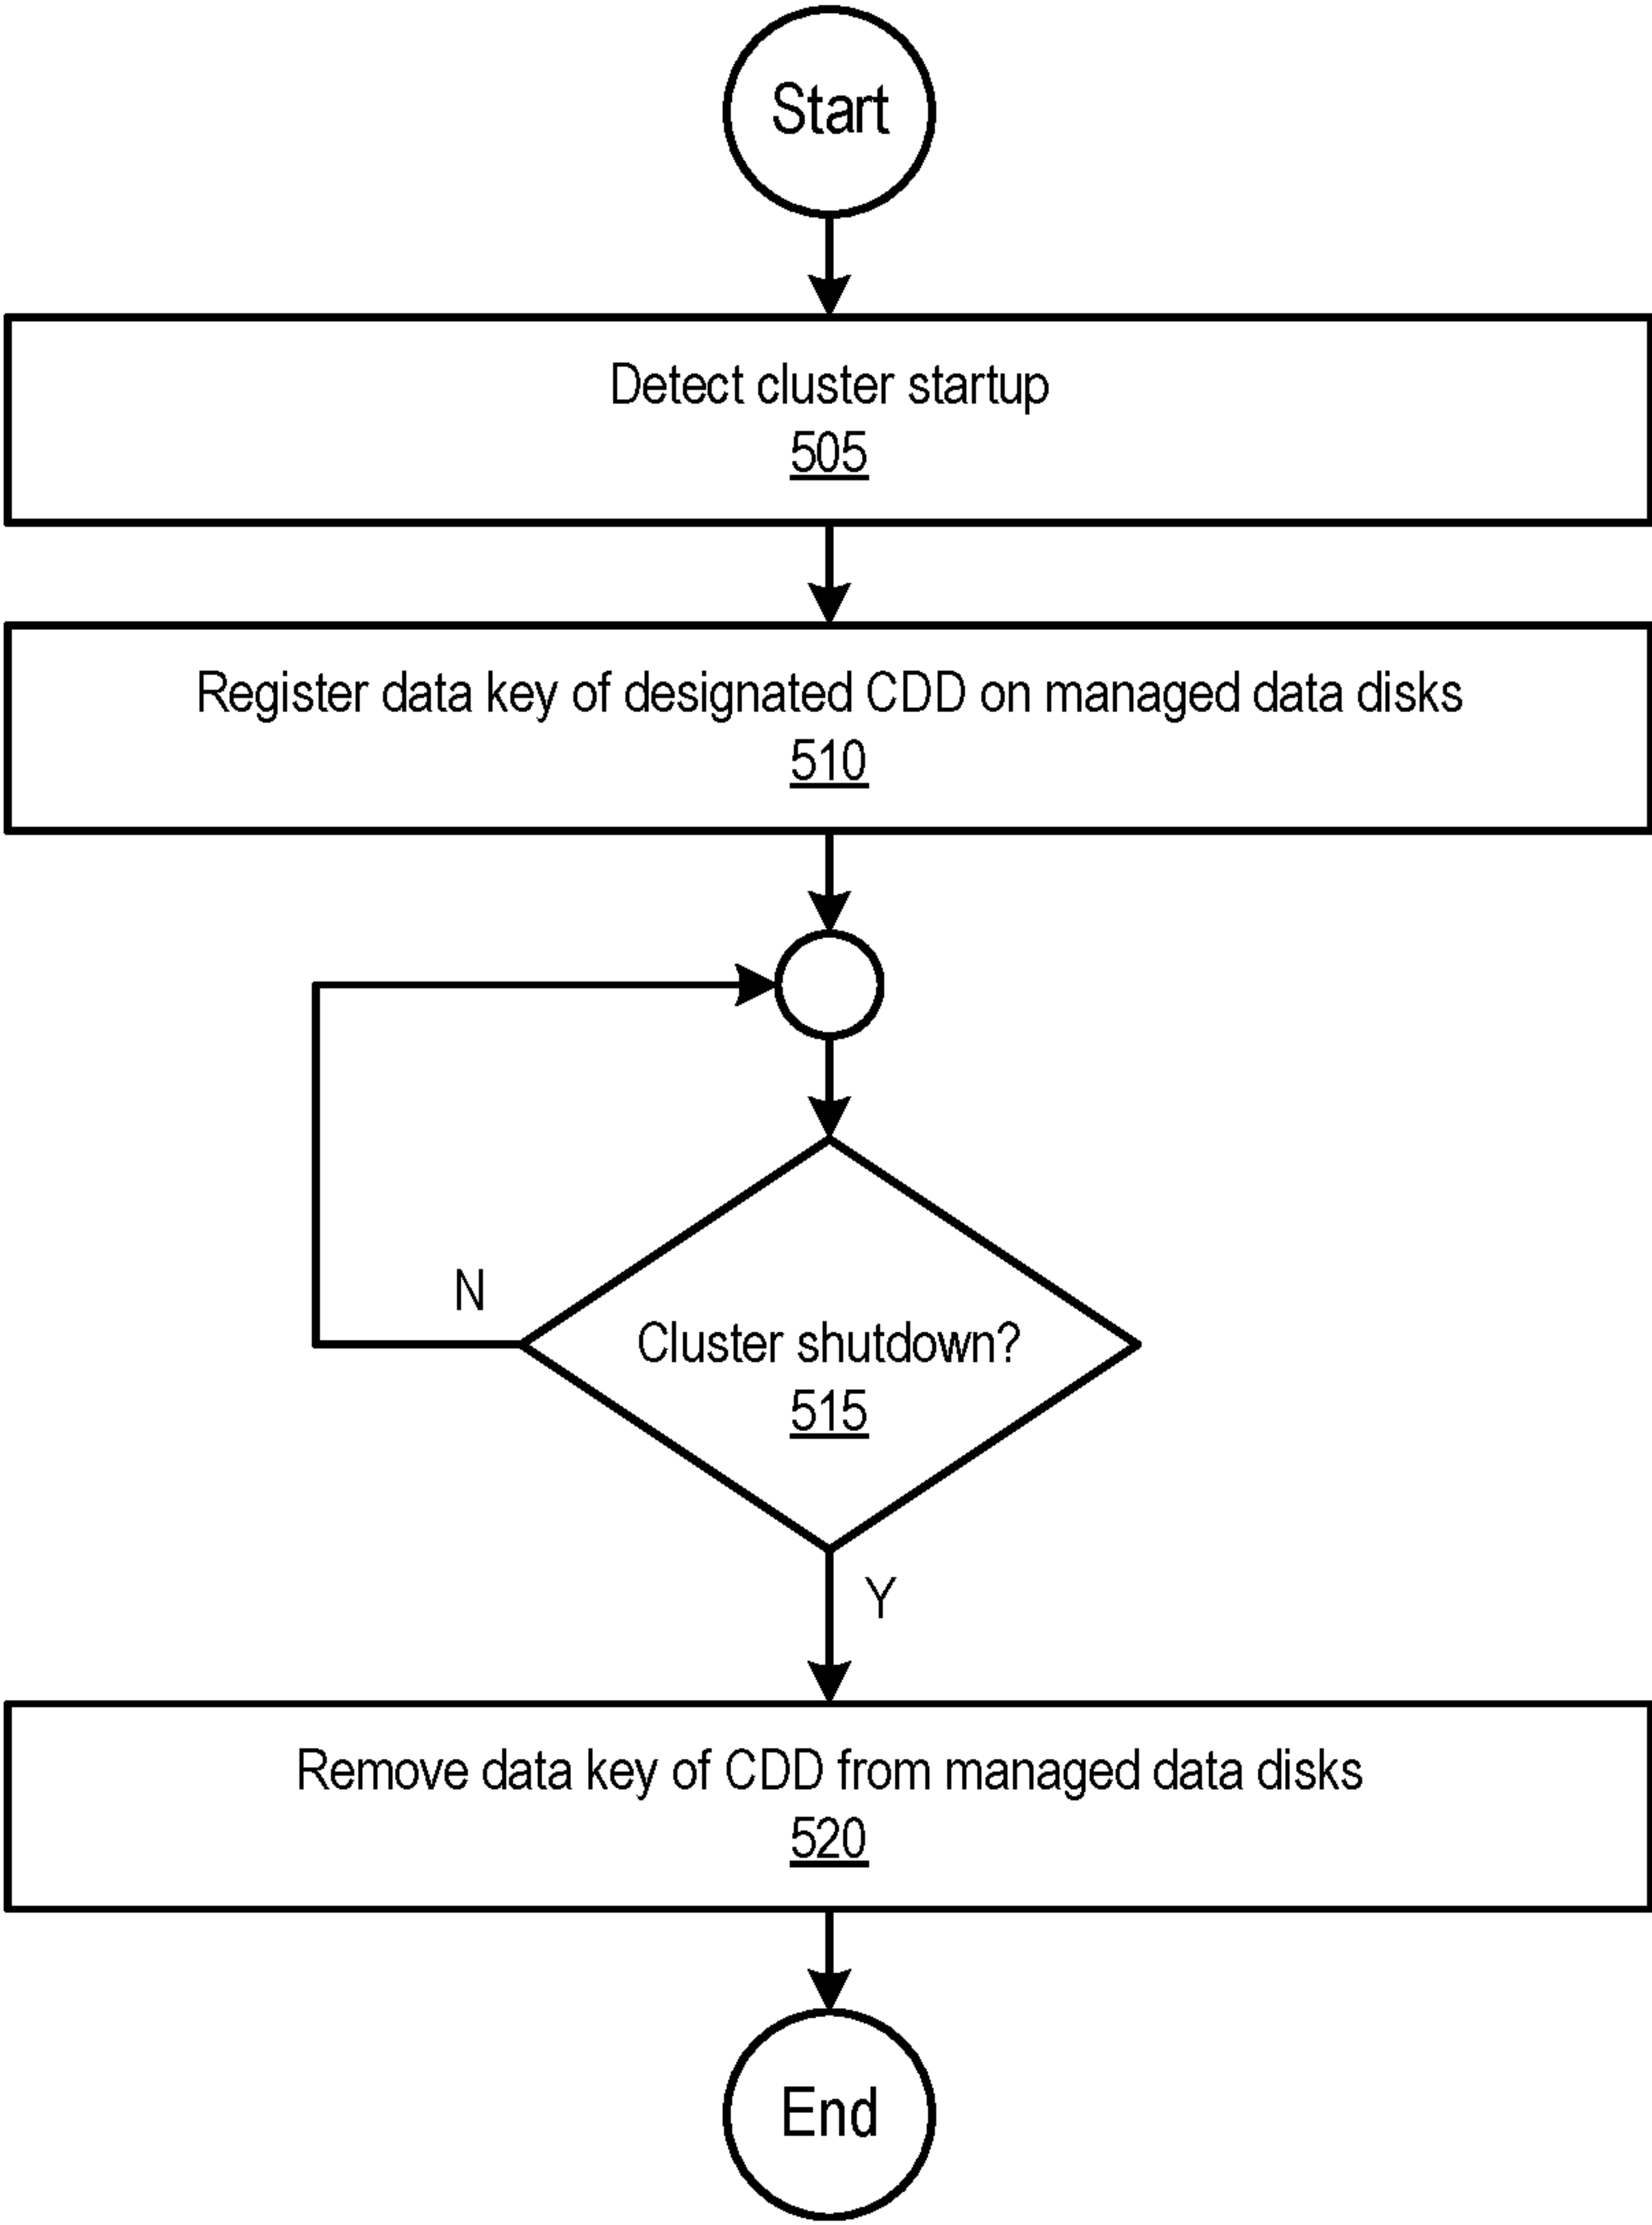 Start
Detect cluster startup
505
Register data key of designated CDD on managed data disks
510
N
Cluster shutdown?
515
Y
Remove data key of CDD from managed data disks
520
End